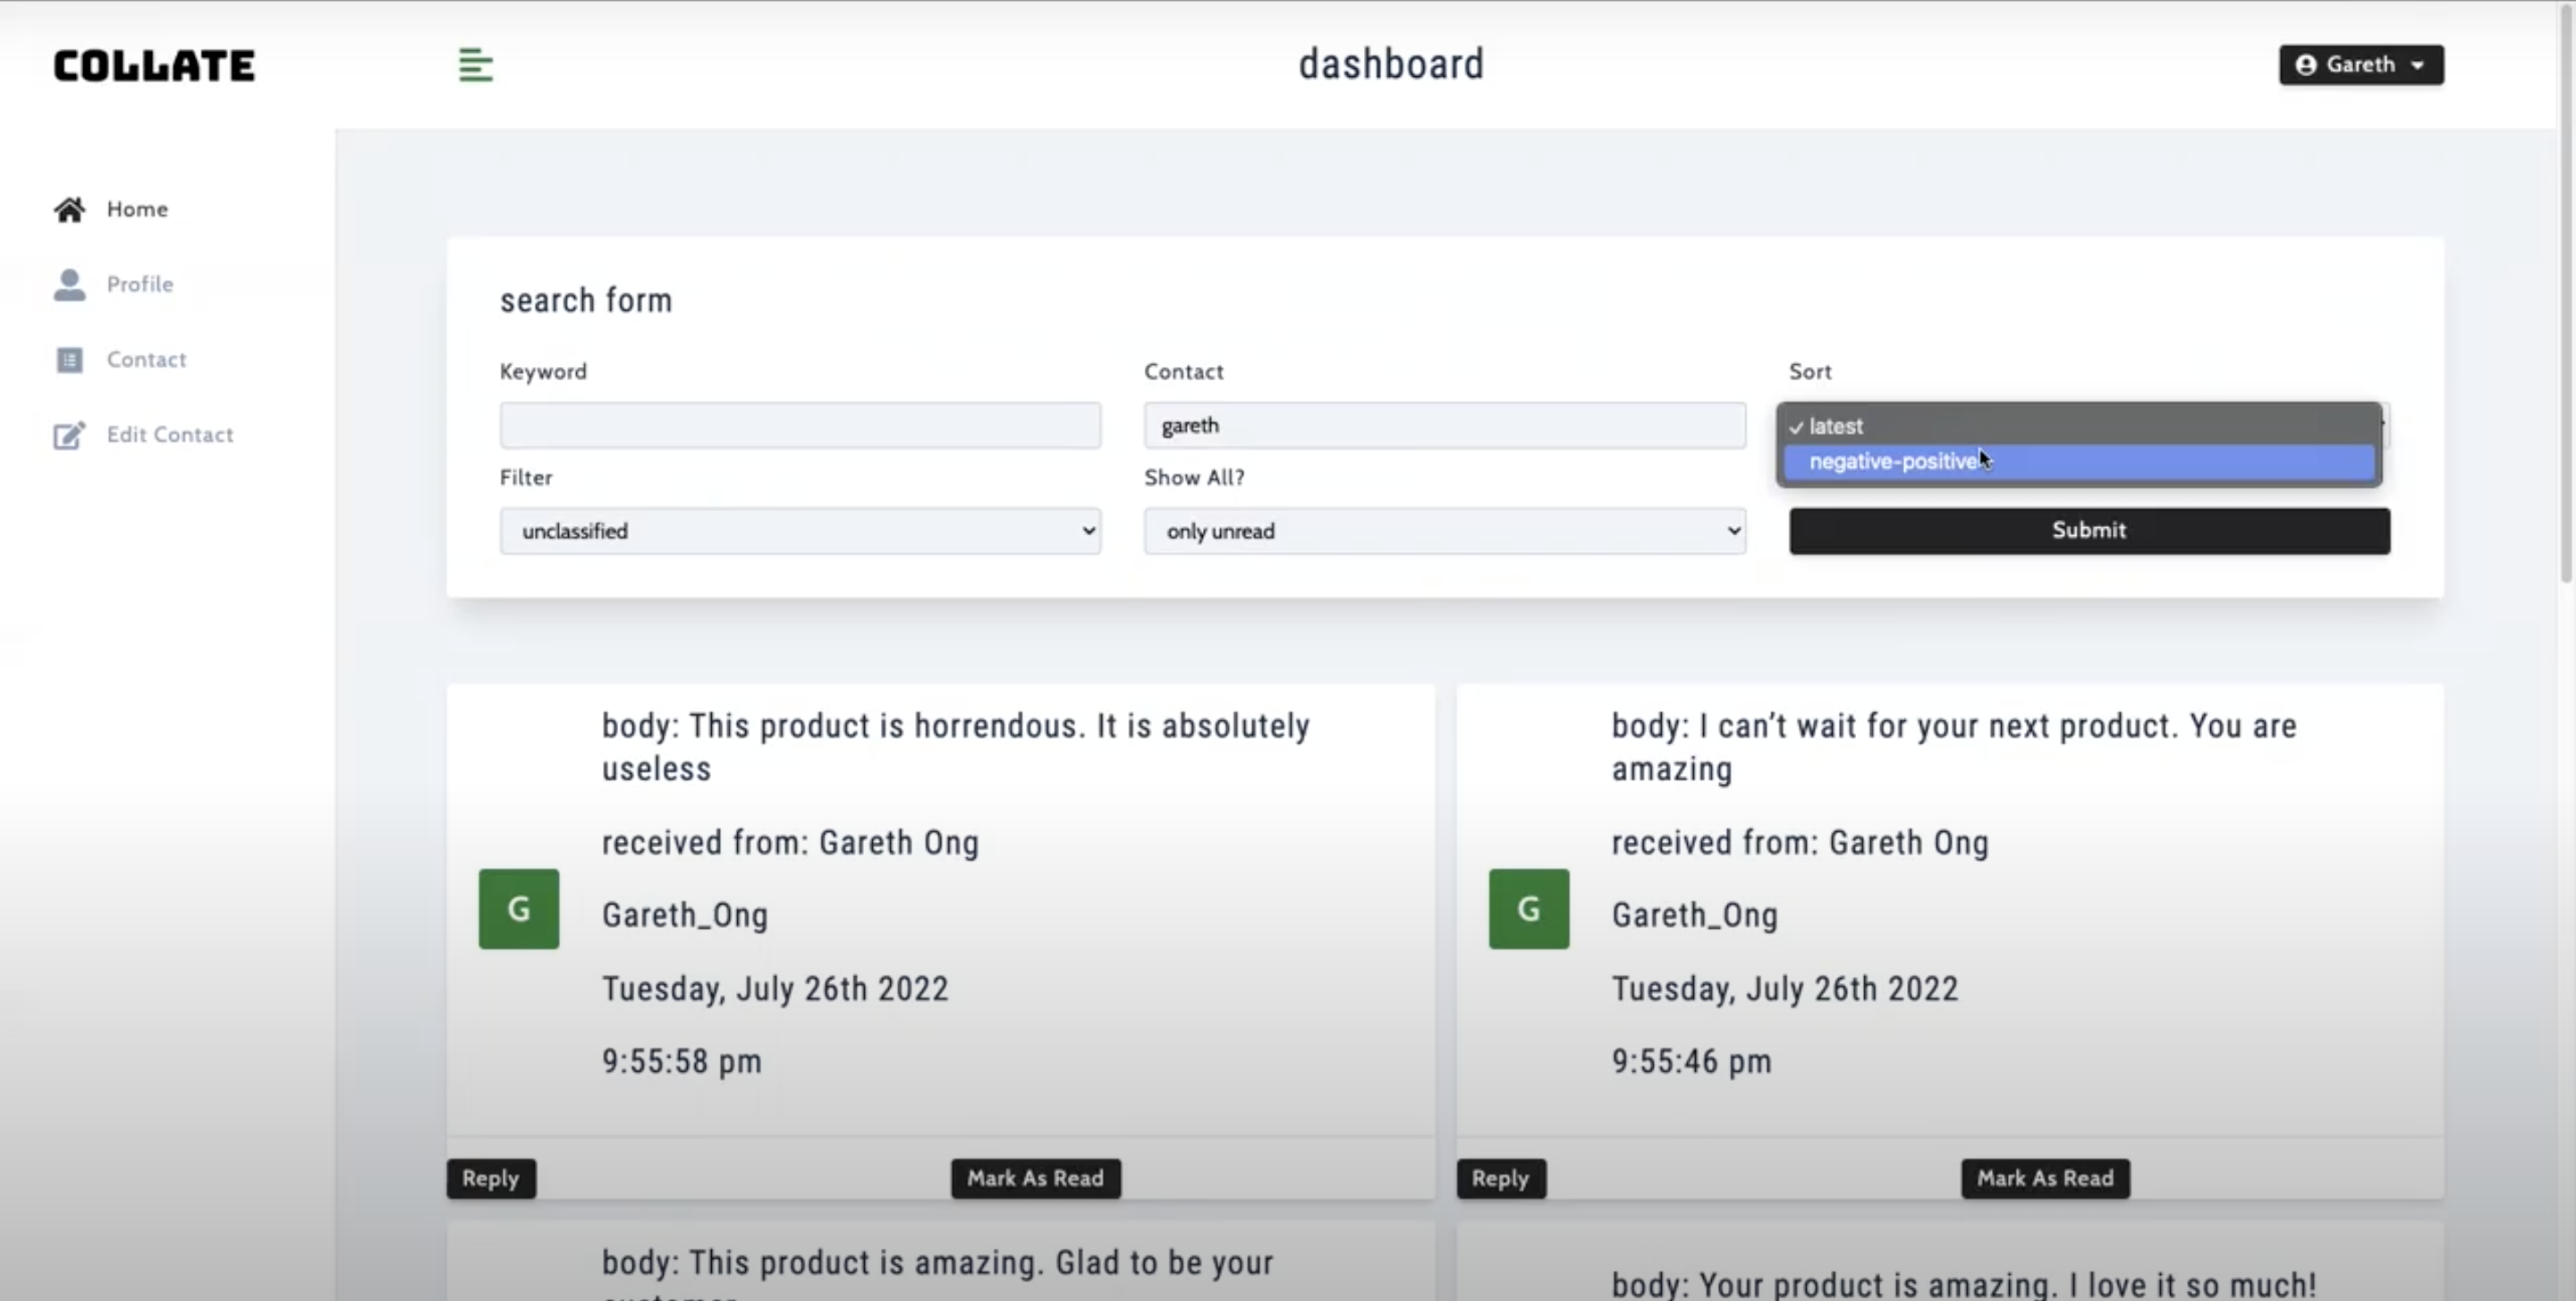 COLLATE
dashboard
Gareth
Home
Profile
Contact
Edit Contact
search form
Keyword
Contact
Sort
gareth
latest
negative-positive
Filter
Show All?
unclassified
only unread
Submit
body: This product is horrendous. It is absolutely
useless
received from: Gareth Ong
G
Gareth_Ong
Tuesday, July 26th 2022
9:55:58 pm
Reply
Mark As Read
body: I can't wait for your next product. You are
amazing
received from: Gareth Ong
G
Gareth_Ong
Tuesday, July 26th 2022
9:55:46 pm
Reply
Mark As Read
body: This product is amazing. Glad to be your
body: Your product is amazing. I love it so much!